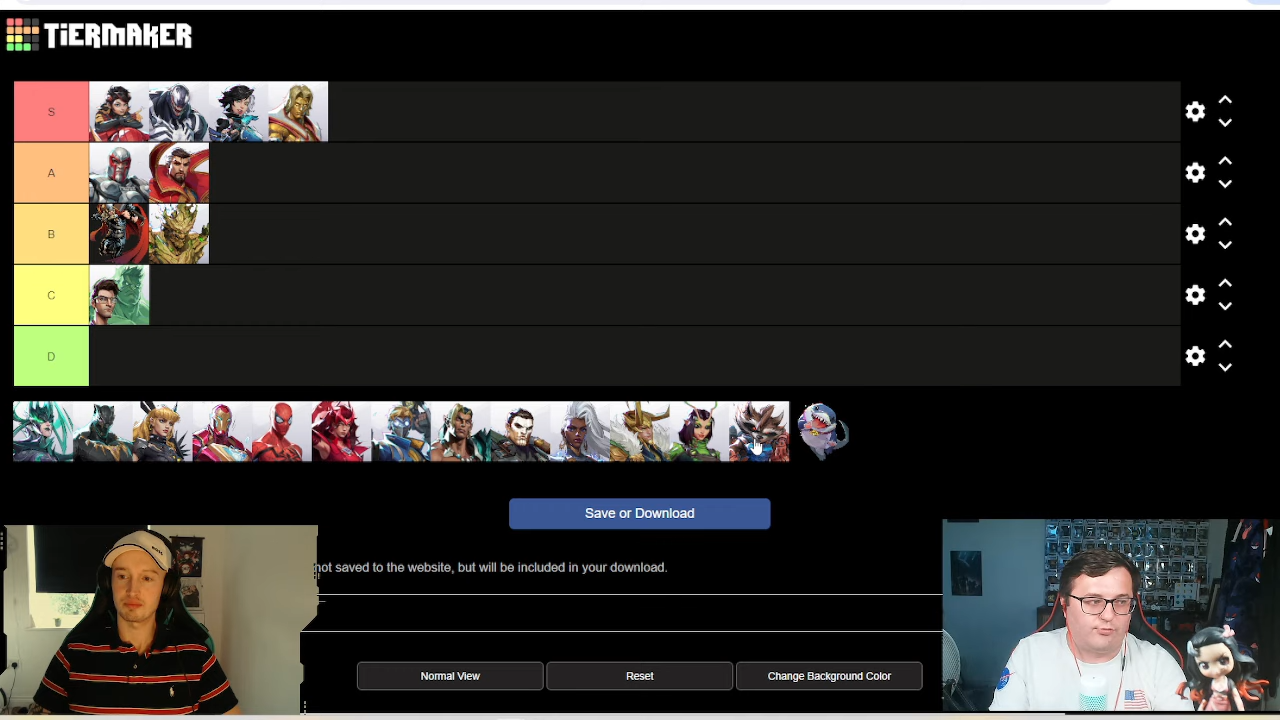 TiERMAKER
S
A
B
C
D
Save or Download
not saved to the website, but will be included in your download.
Normal View
Reset
Change Background Color